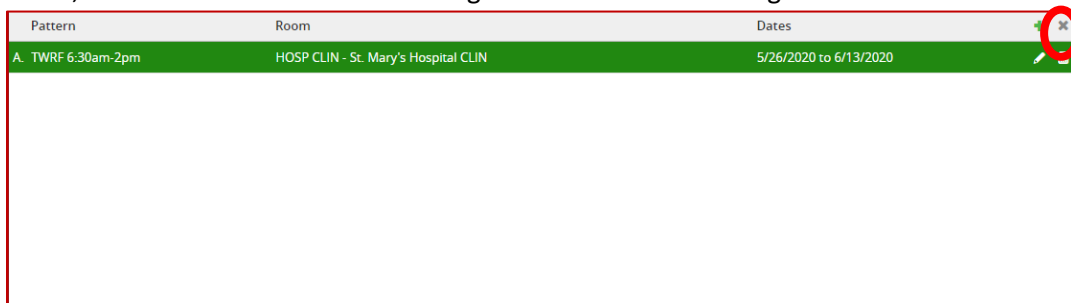 Pattern Room Dates
A. TWRF 6:30am-2pm HOSP CLIN - St. Mary's Hospital CLIN 5/26/2020 to 6/13/2020